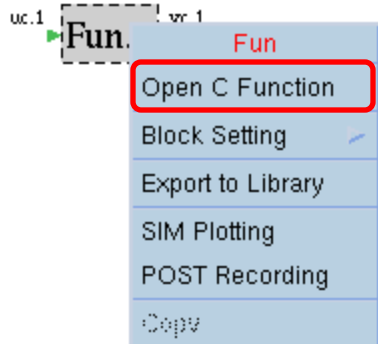 uc.1
yc.1
Fun.
Fun
Open C Function
Block Setting
Export to Library
SIM Plotting
POST Recording
Copy